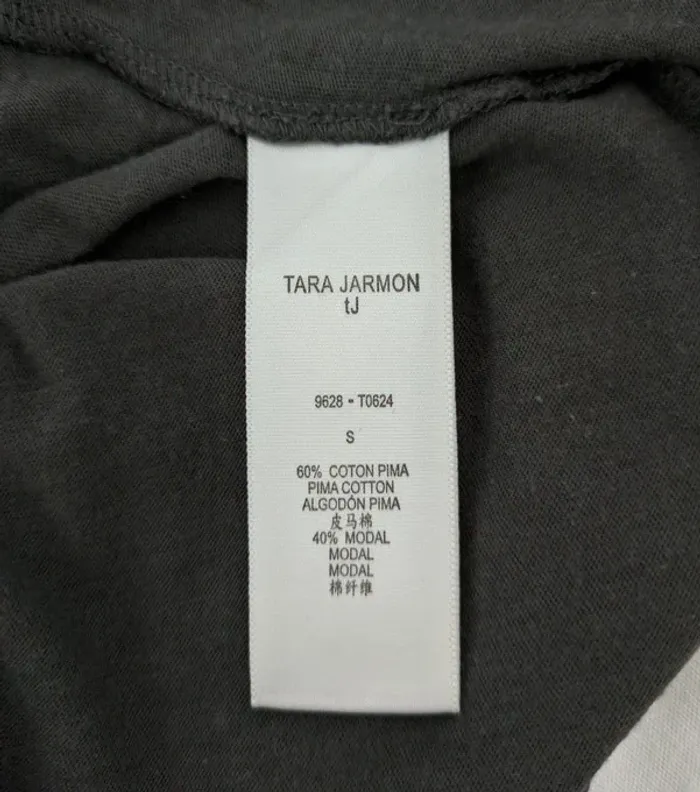 TARA JARMON
tJ
9628 - T0624
S
60% COTON PIMA
PIMA COTTON
ALGODÓN PIMA
皮马棉
40% MODAL
MODAL
MODAL
棉纤维